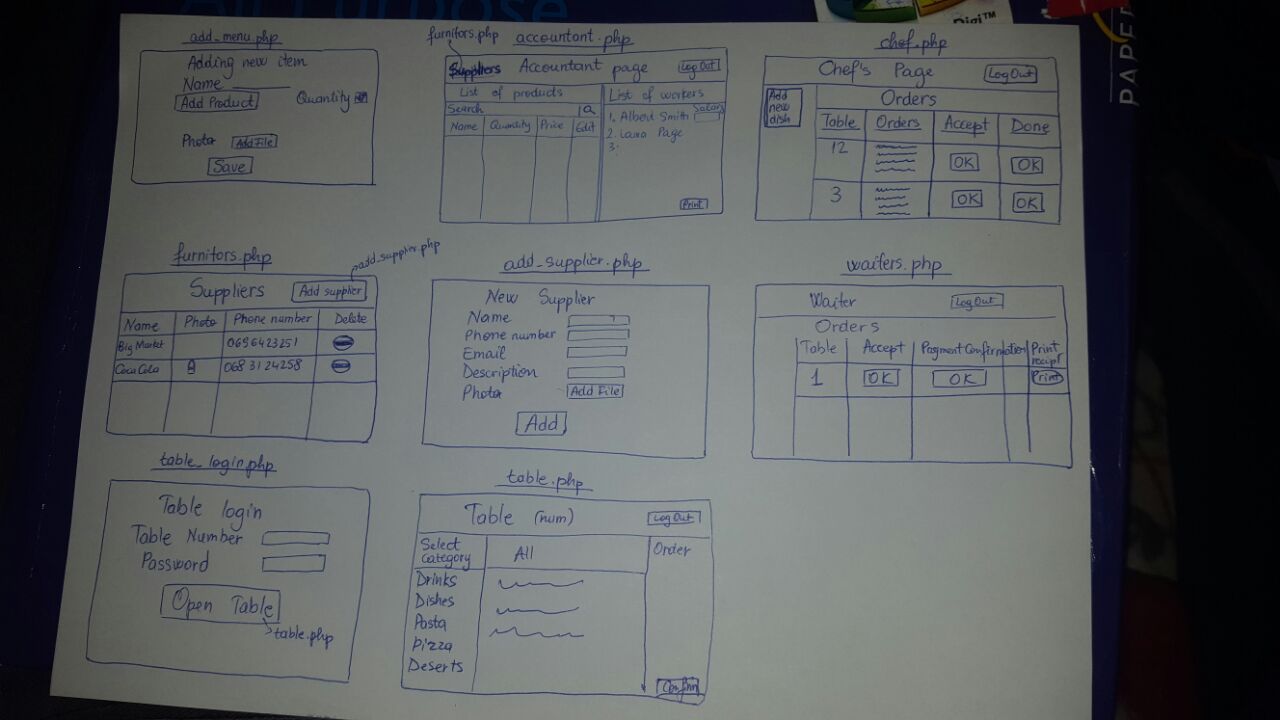 All Purpose
Digi™
PAPER
add_menu.php
Adding new item
Name
Add Product
Quantity
Photo Add File
Save
furnitors.php
accountant.php
Suppliers Accountant page Log Out
List of products
Search
Name Quantity Price Edit
List of workers
Salary
1. Albert Smith
2. Laura Page
3.
Print
chef.php
Chef's Page Log Out
Add
new
dish
Orders
Table Orders Accept Done
12 OK OK
3 OK OK
furnitors.php
add_supplier.php
Suppliers Add supplier
Name Photo Phone number Delete
Big Market 0696423251
Coca Cola 0683124258
add_supplier.php
New Supplier
Name
Phone number
Email
Description
Photo Add File
Add
waiters.php
Waiter Log Out
Orders
Table Accept Payment Confirmation Print
recipt
1 OK OK Print
table_login.php
Table login
Table Number
Password
Open Table
table.php
table.php
Table (num) Log Out
Select
category
All
Order
Drinks
Dishes
Pasta
Pizza
Deserts
Confirm